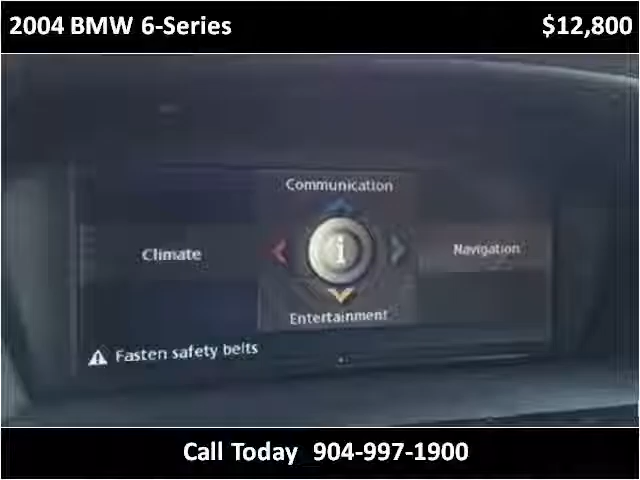 2004 BMW 6-Series $12,800
Communication
Climate
i
Navigation
Entertainment
Fasten safety belts
Call Today 904-997-1900